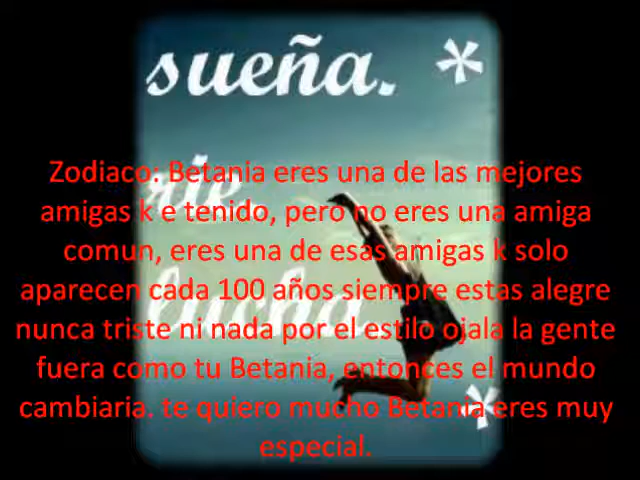 sueña. *
Zodiaco: Betania eres una de las mejores
rie.
amigas k e tenido, pero no eres una amiga
comun, eres una de esas amigas k solo
aparecen cada 100 años siempre estas alegre
lucha
nunca triste ni nada por el estilo ojala la gente
fuera como tu Betania, entonces el mundo
cambiaria. te quiero mucho Betania eres muy
*
especial.